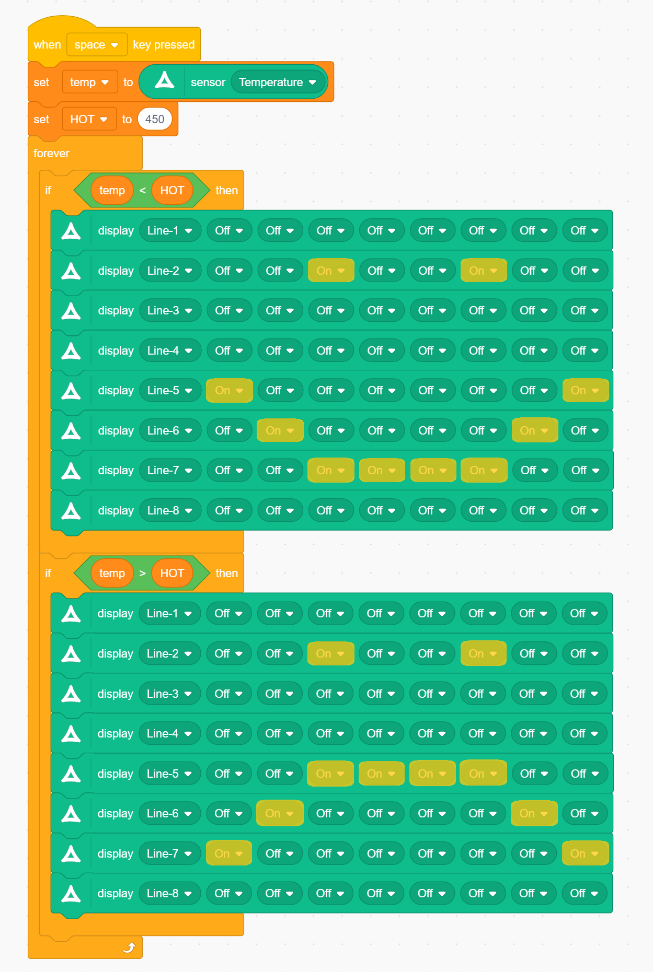 when space key pressed
set temp to sensor Temperature
set HOT to 450
forever
if temp < HOT then
display Line-1 Off Off Off Off Off Off Off Off
display Line-2 Off Off On Off Off On Off Off
display Line-3 Off Off Off Off Off Off Off Off
display Line-4 Off Off Off Off Off Off Off Off
display Line-5 On Off Off Off Off Off Off On
display Line-6 Off On Off Off Off Off On Off
display Line-7 Off Off On On On On Off Off
display Line-8 Off Off Off Off Off Off Off Off
if temp > HOT then
display Line-1 Off Off Off Off Off Off Off Off
display Line-2 Off Off On Off Off On Off Off
display Line-3 Off Off Off Off Off Off Off Off
display Line-4 Off Off Off Off Off Off Off Off
display Line-5 Off Off On On On On Off Off
display Line-6 Off On Off Off Off Off On Off
display Line-7 On Off Off Off Off Off Off On
display Line-8 Off Off Off Off Off Off Off Off